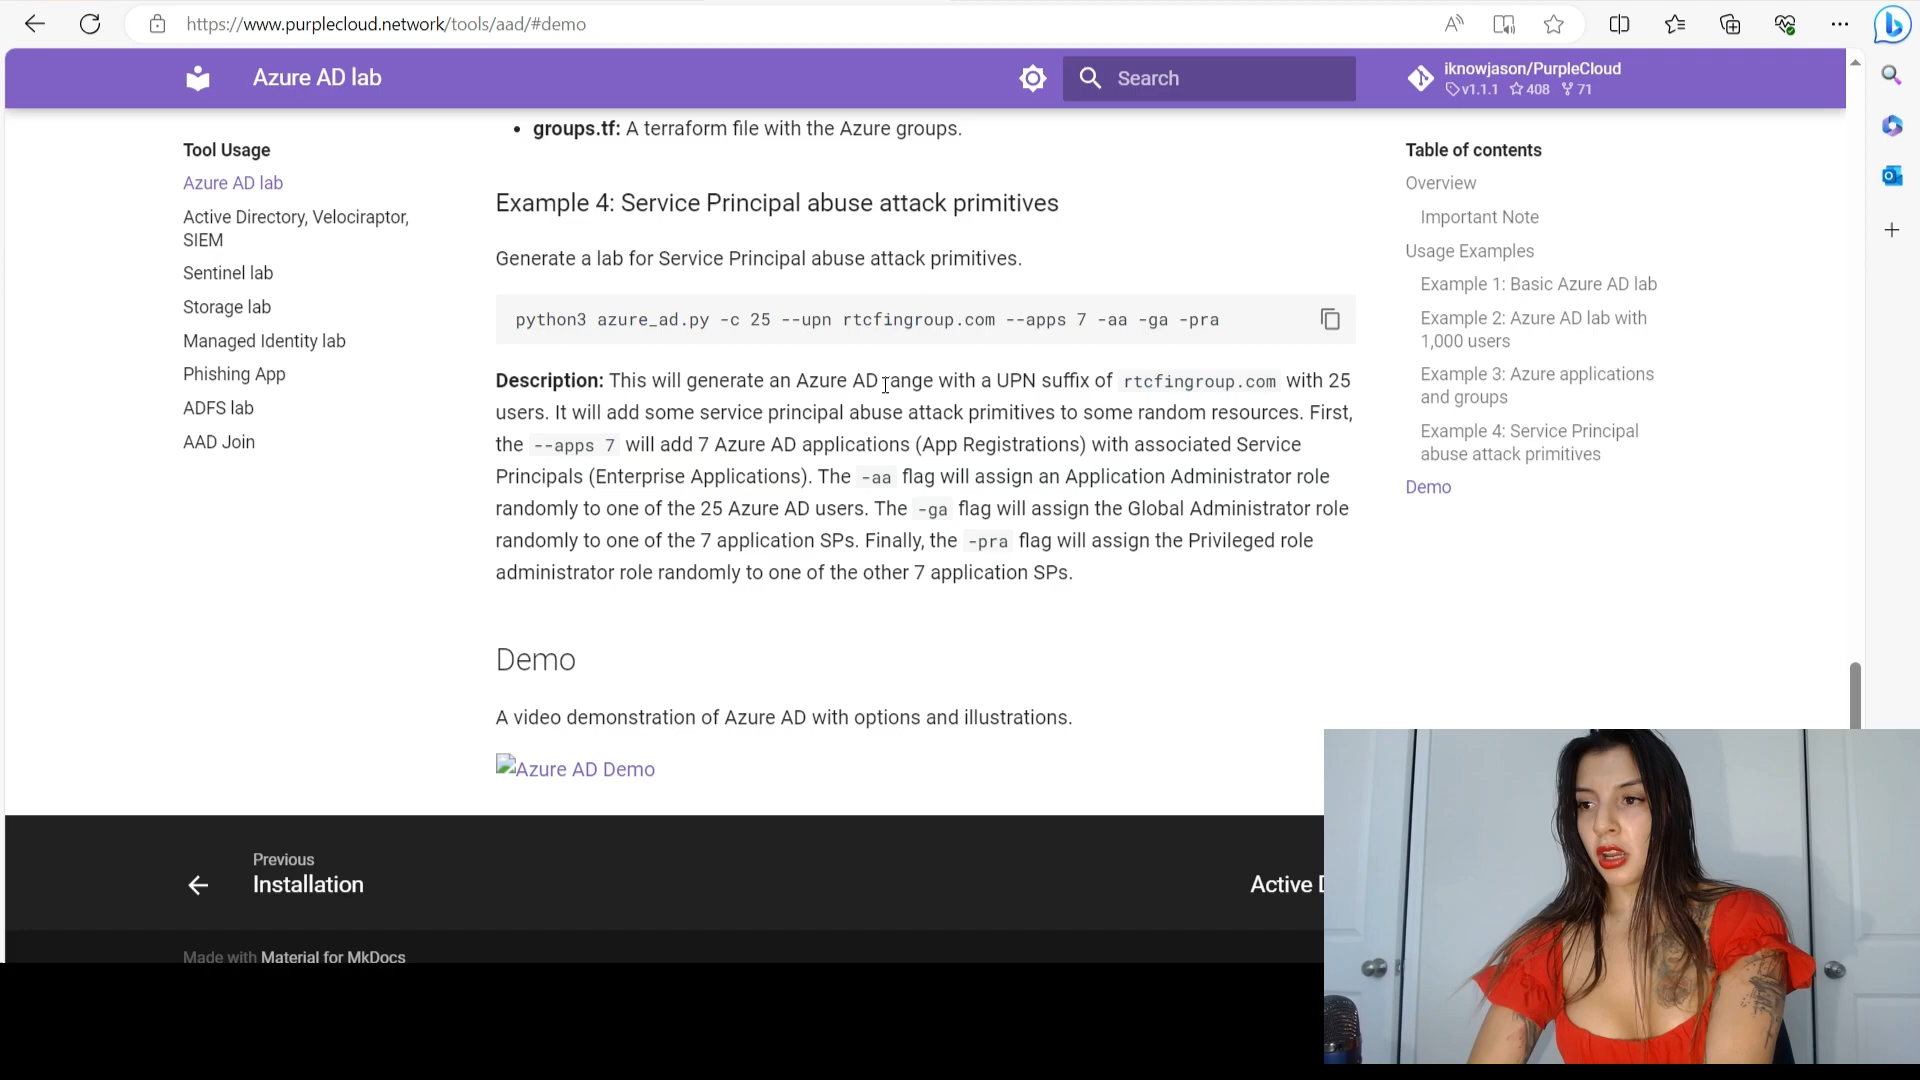 https://www.purplecloud.network/tools/aad/#demo
Azure AD lab
Search
iknowjason/PurpleCloud
v1.1.1 408 71
Tool Usage
Azure AD lab
Active Directory, Velociraptor,
SIEM
Sentinel lab
Storage lab
Managed Identity lab
Phishing App
ADFS lab
AAD Join
• groups.tf: A terraform file with the Azure groups.
Example 4: Service Principal abuse attack primitives
Generate a lab for Service Principal abuse attack primitives.
python3 azure_ad.py -c 25 --upn rtcfingroup.com --apps 7 -aa -ga -pra
Description: This will generate an Azure AD range with a UPN suffix of rtcfingroup.com with 25
users. It will add some service principal abuse attack primitives to some random resources. First,
the --apps 7 will add 7 Azure AD applications (App Registrations) with associated Service
Principals (Enterprise Applications). The -aa flag will assign an Application Administrator role
randomly to one of the 25 Azure AD users. The -ga flag will assign the Global Administrator role
randomly to one of the 7 application SPs. Finally, the -pra flag will assign the Privileged role
administrator role randomly to one of the other 7 application SPs.
Demo
A video demonstration of Azure AD with options and illustrations.
Azure AD Demo
Table of contents
Overview
Important Note
Usage Examples
Example 1: Basic Azure AD lab
Example 2: Azure AD lab with
1,000 users
Example 3: Azure applications
and groups
Example 4: Service Principal
abuse attack primitives
Demo
Previous
Installation
Active
Made with Material for MkDocs